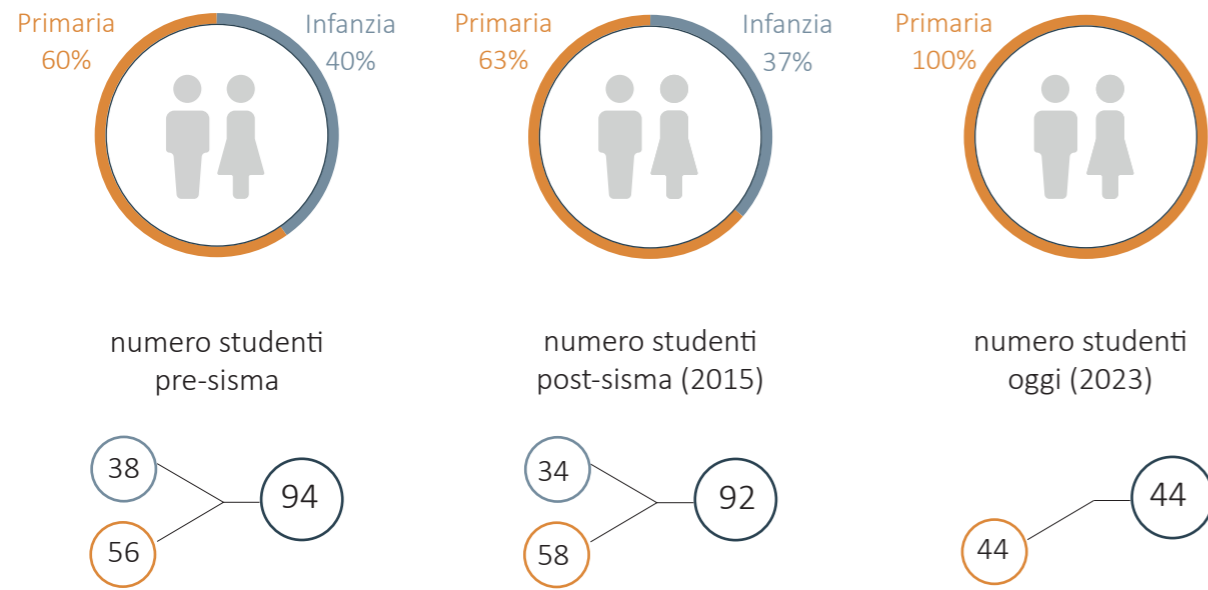 Primaria
60%
Infanzia
40%
numero studenti
pre-sisma
38
56
94
Primaria
63%
Infanzia
37%
numero studenti
post-sisma (2015)
34
58
92
Primaria
100%
numero studenti
oggi (2023)
44
44